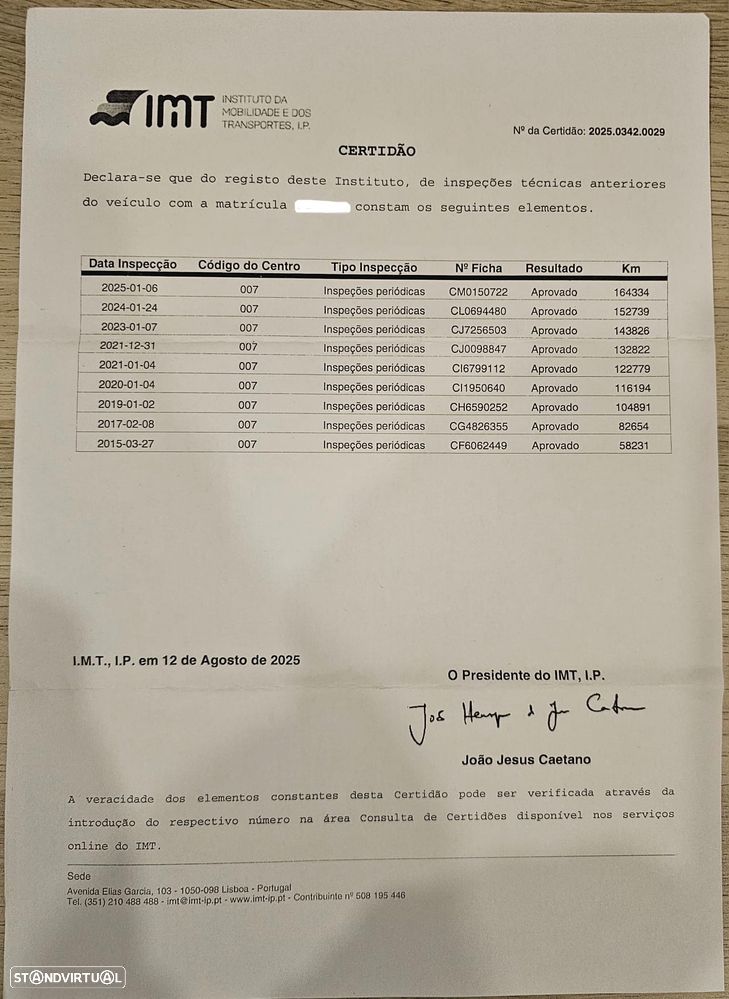 IMT INSTITUTO DA
MOBILIDADE E DOS
TRANSPORTES, I.P.
Nº da Certidão: 2025.0342.0029
CERTIDÃO
Declara-se que do registo deste Instituto, de inspeções técnicas anteriores
do veículo com a matrícula constam os seguintes elementos.
Data Inspecção Código do Centro Tipo Inspecção Nº Ficha Resultado Km
2025-01-06 007 Inspeções periódicas CM0150722 Aprovado 164334
2024-01-24 007 Inspeções periódicas CL0694480 Aprovado 152739
2023-01-07 007 Inspeções periódicas CJ7256503 Aprovado 143826
2021-12-31 007 Inspeções periódicas CJ0098847 Aprovado 132822
2021-01-04 007 Inspeções periódicas CI6799112 Aprovado 122779
2020-01-04 007 Inspeções periódicas CI1950640 Aprovado 116194
2019-01-02 007 Inspeções periódicas CH6590252 Aprovado 104891
2017-02-08 007 Inspeções periódicas CG4826355 Aprovado 82654
2015-03-27 007 Inspeções periódicas CF6062449 Aprovado 58231
I.M.T., I.P. em 12 de Agosto de 2025
O Presidente do IMT, I.P.
João Jesus Caetano
A veracidade dos elementos constantes desta Certidão pode ser verificada através da
introdução do respectivo número na área Consulta de Certidões disponível nos serviços
online do IMT.
Sede
Avenida Elias Garcia, 103 - 1050-098 Lisboa - Portugal
Tel. (351) 210 488 488 - imt@imt-ip.pt - www.imt-ip.pt - Contribuinte nº 508 195 446
STANDVIRTUAL